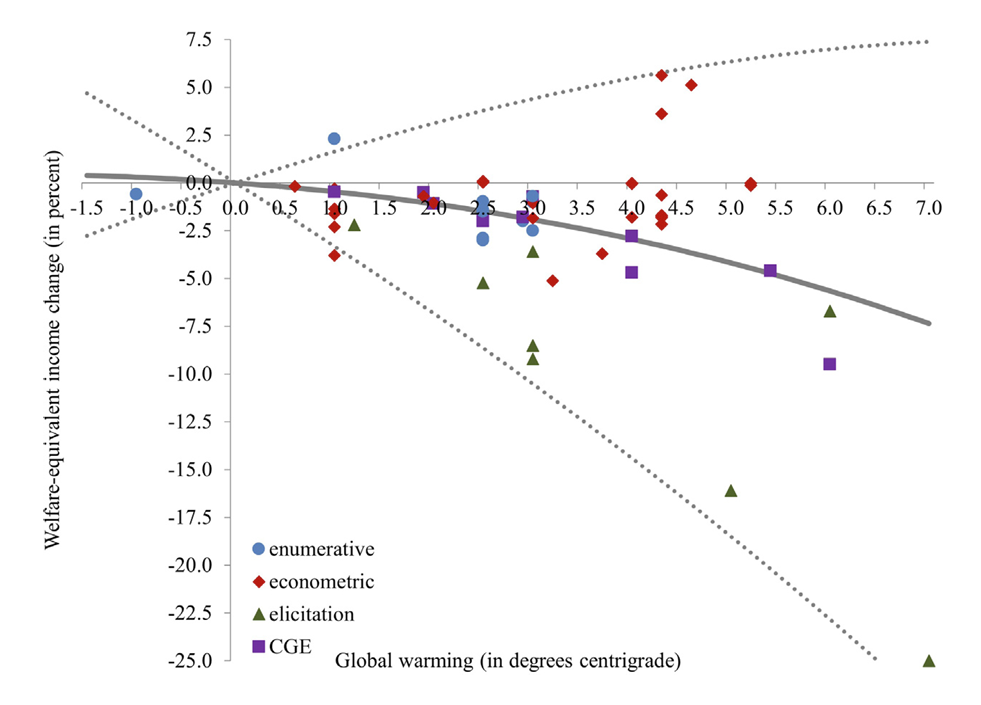 7.5
5.0
2.5
0.0
-1.5 -1.0 -0.5 0.0 0.5 1.0 1.5 2.0 2.5 3.0 3.5 4.0 4.5 5.0 5.5 6.0 6.5 7.0
-2.5
-5.0
-7.5
-10.0
-12.5
-15.0
-17.5
-20.0
-22.5
-25.0
Welfare-equivalent income change (in percent)
enumerative
econometric
elicitation
CGE
Global warming (in degrees centrigrade)